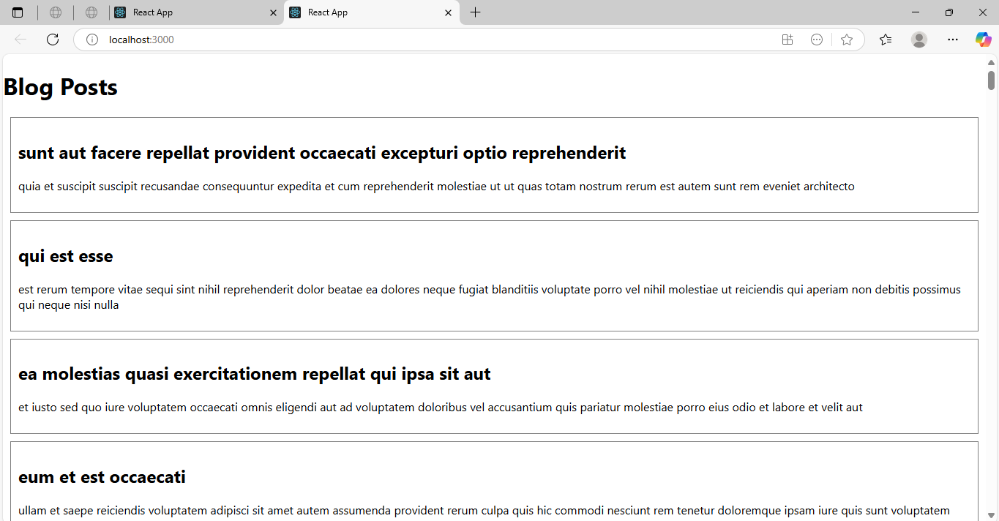 React App
React App
localhost:3000
Blog Posts
sunt aut facere repellat provident occaecati excepturi optio reprehenderit
quia et suscipit suscipit recusandae consequuntur expedita et cum reprehenderit molestiae ut ut quas totam nostrum rerum est autem sunt rem eveniet architecto
qui est esse
est rerum tempore vitae sequi sint nihil reprehenderit dolor beatae ea dolores neque fugiat blanditiis voluptate porro vel nihil molestiae ut reiciendis qui aperiam non debitis possimus
qui neque nisi nulla
ea molestias quasi exercitationem repellat qui ipsa sit aut
et iusto sed quo iure voluptatem occaecati omnis eligendi aut ad voluptatem doloribus vel accusantium quis pariatur molestiae porro eius odio et labore et velit aut
eum et est occaecati
ullam et saepe reiciendis voluptatem adipisci sit amet autem assumenda provident rerum culpa quis hic commodi nesciunt rem tenetur doloremque ipsam iure quis sunt voluptatem